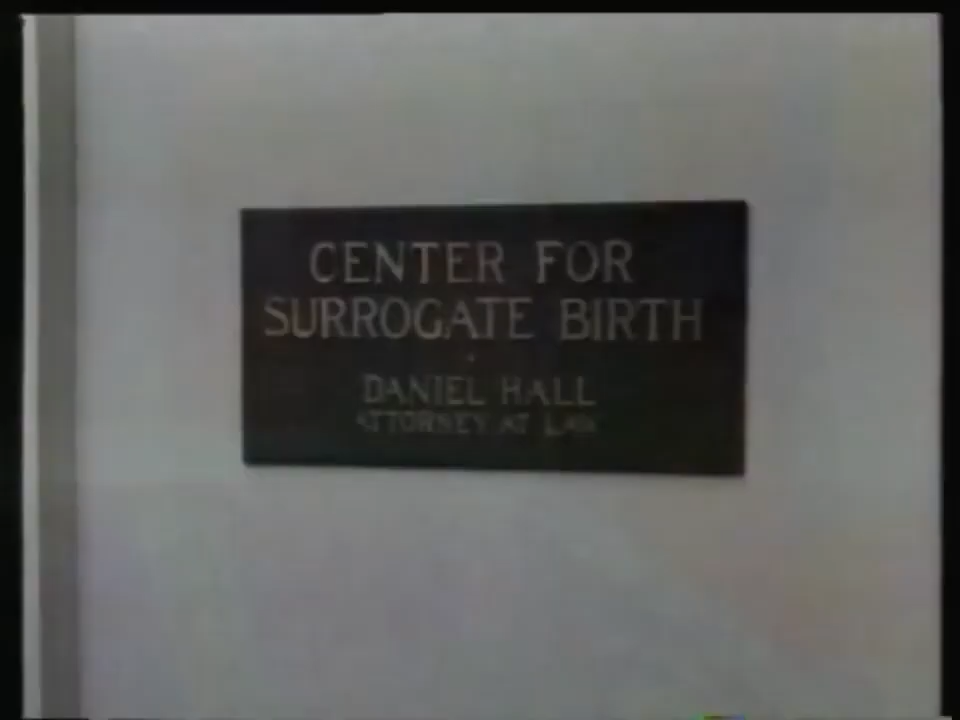 CENTER FOR
SURROGATE BIRTH
DANIEL HALL
ATTORNEY AT LAW